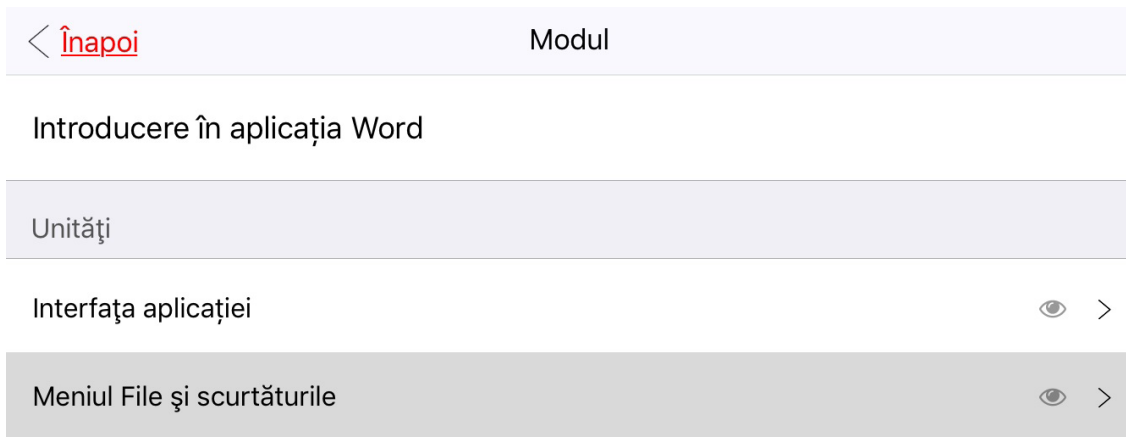 Înapoi
Modul
Introducere în aplicația Word
Unităţi
Interfaţa aplicației
Meniul File şi scurtăturile